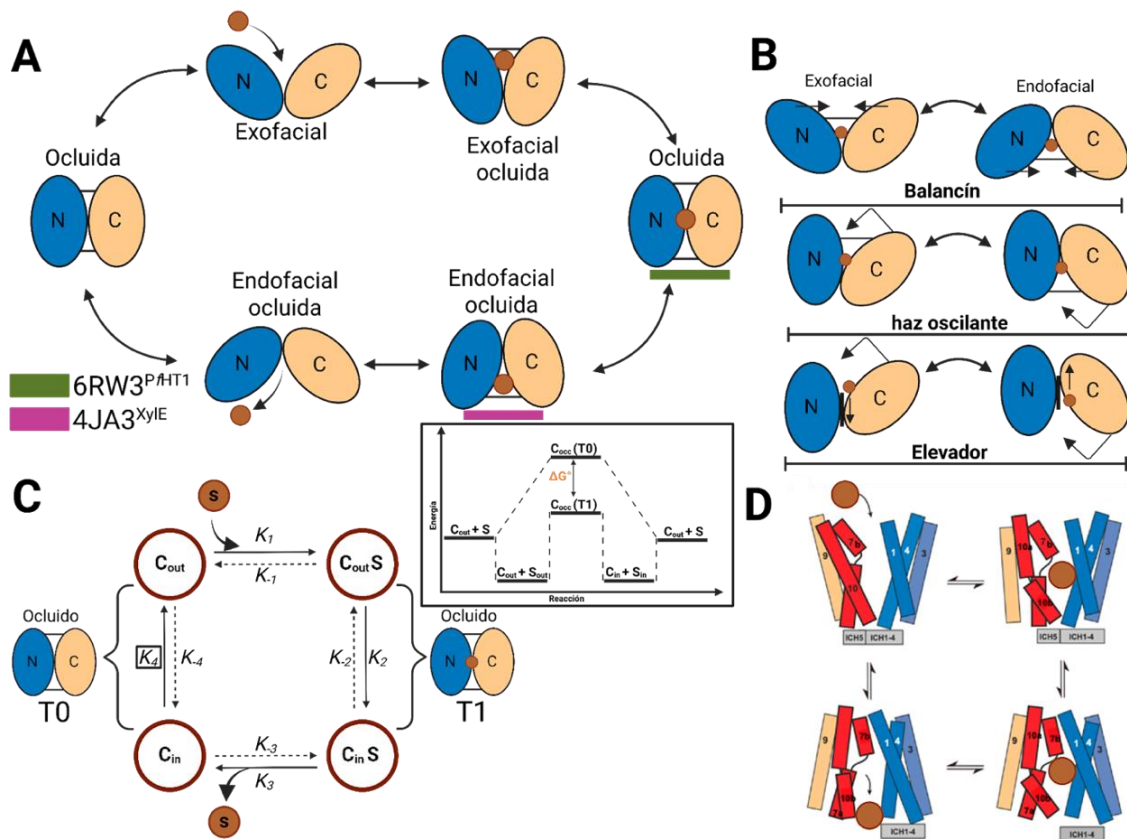 A
N
C
Exofacial
N
C
Exofacial
ocluida
Ocluida
N
C
Ocluida
N
C
Endofacial
ocluida
N
C
Endofacial
ocluida
N
C
6RW3PfHT1
4JA3XylE
B
Exofacial
Endofacial
N
C
N
C
Balancín
N
C
N
C
haz oscilante
N
C
N
C
Elevador
C
S
Cout
K1
K-1
CoutS
Ocluido
N
C
T0
K4
K-4
K-2
K2
Ocluido
N
C
T1
Cin
K-3
K3
CinS
S
Energía
Cocc (T0)
ΔG°
Cocc (T1)
Cout + S
Cout + S
Cout + Sout
Cin + Sin
Reacción
D
9
10
7b
1
4
3
ICH5
ICH1-4
9
10a
7b
10b
1
4
3
ICH5
ICH1-4
9
10a
7b
7a
10b
1
4
3
ICH1-4
9
10a
7b
7a
10b
1
4
3
ICH1-4